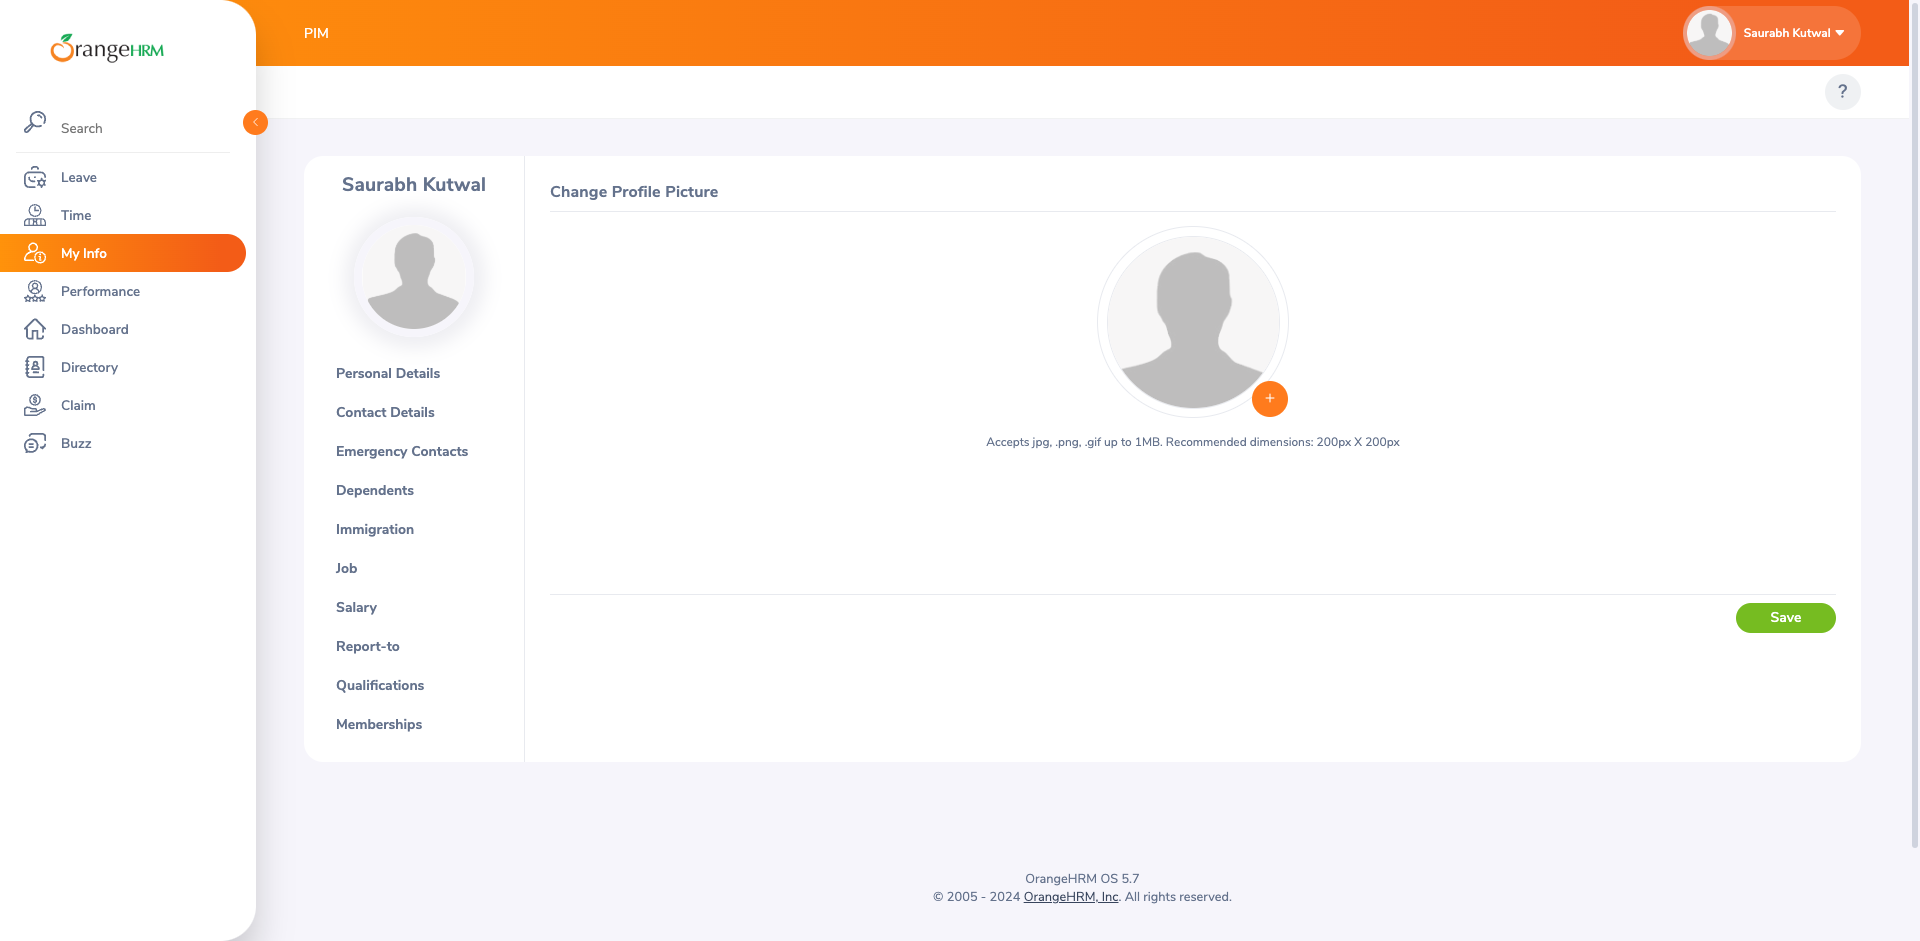 OrangeHRM
Search
Leave
Time
My Info
Performance
Dashboard
Directory
Claim
Buzz
PIM
Saurabh Kutwal
?
Saurabh Kutwal
Personal Details
Contact Details
Emergency Contacts
Dependents
Immigration
Job
Salary
Report-to
Qualifications
Memberships
Change Profile Picture
+
Accepts jpg, .png, .gif up to 1MB. Recommended dimensions: 200px X 200px
Save
OrangeHRM OS 5.7
© 2005 - 2024 OrangeHRM, Inc. All rights reserved.